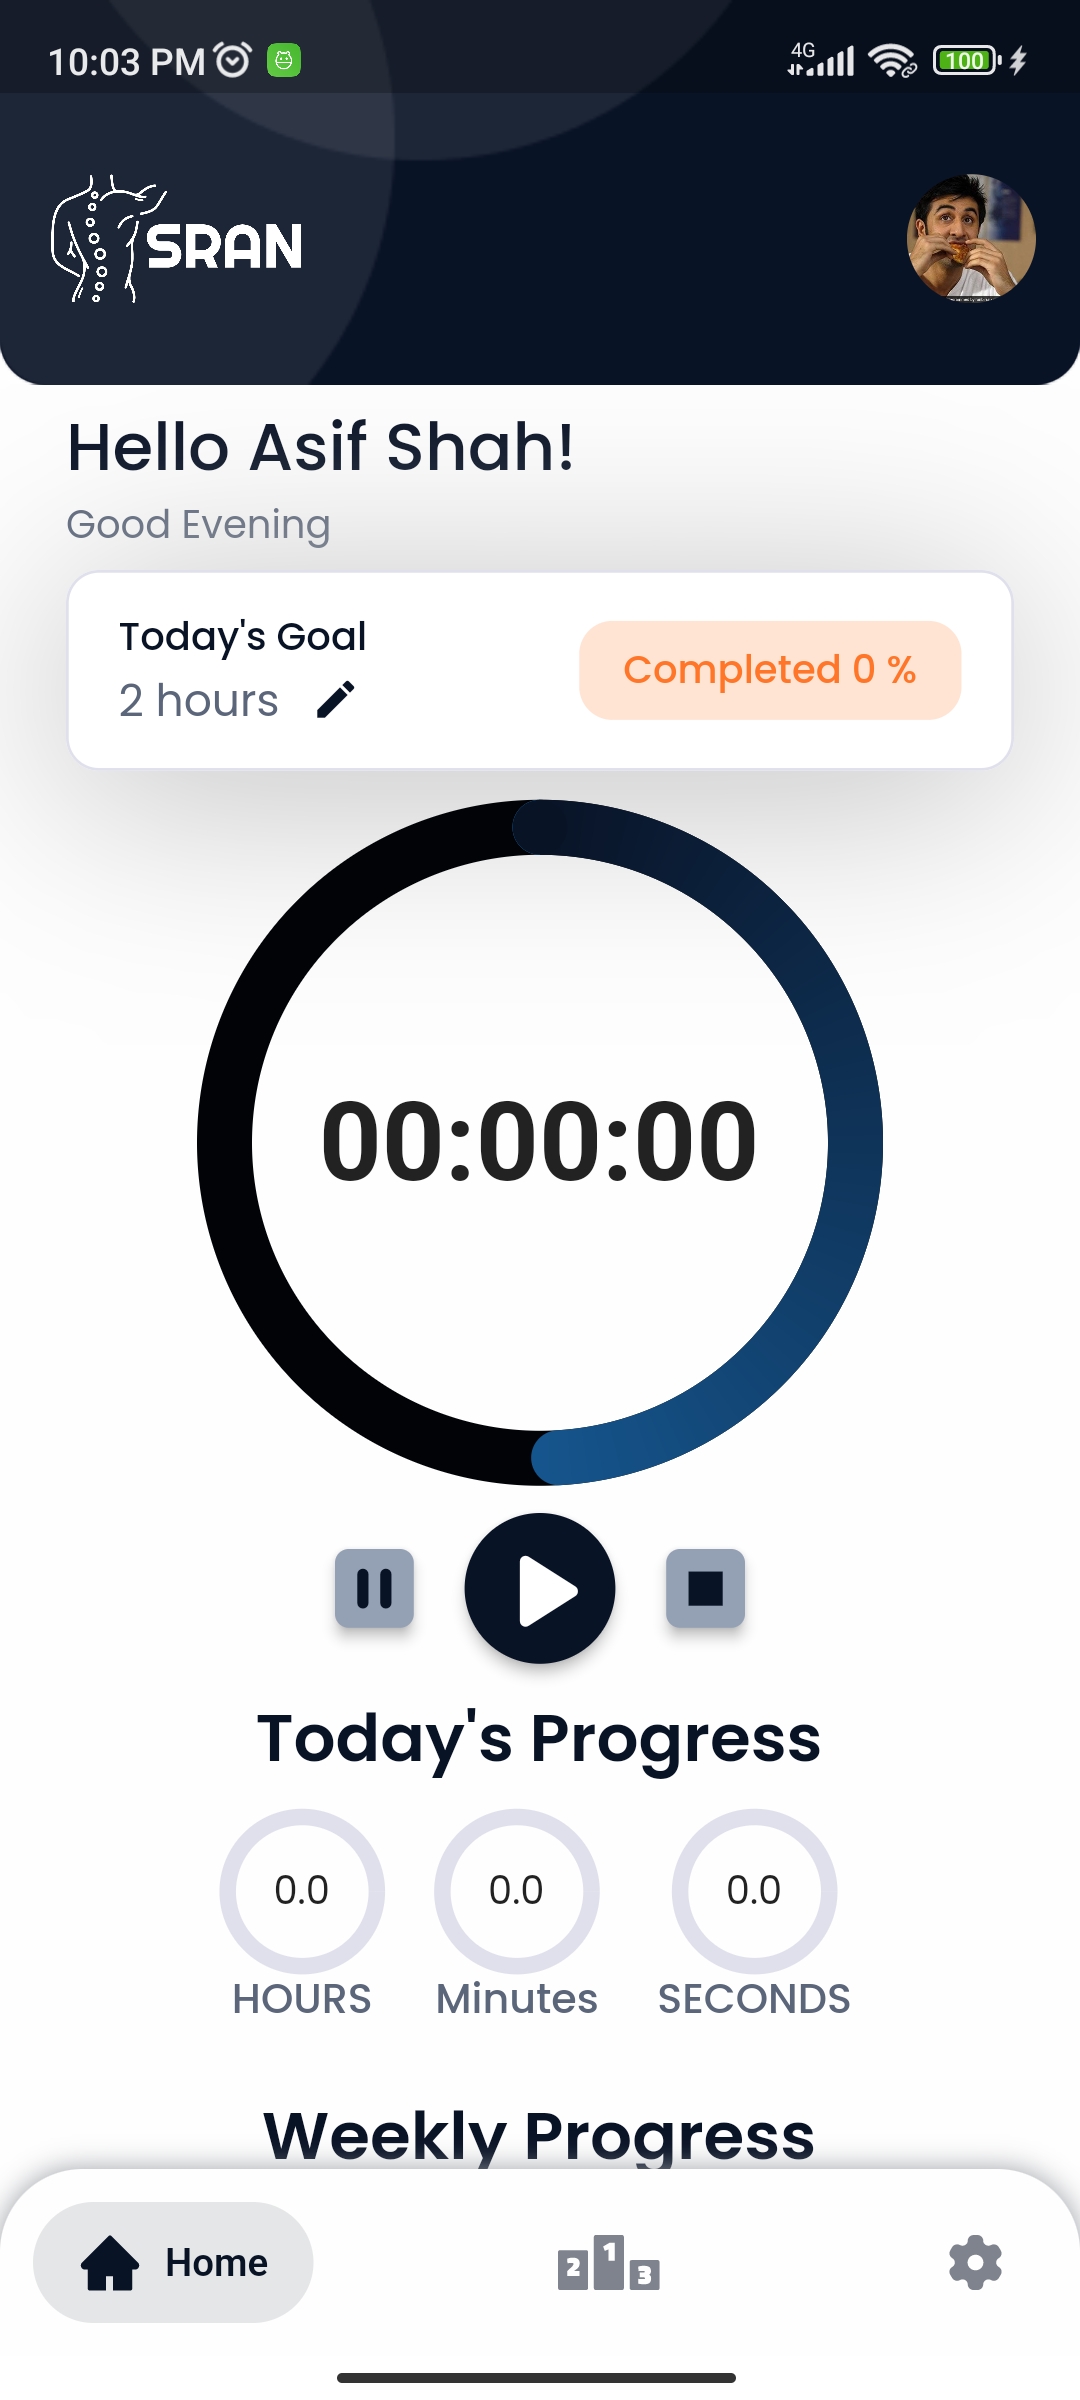 10:03 PM
4G
100
SRAN
Hello Asif Shah!
Good Evening
Today's Goal
2 hours
Completed 0 %
00:00:00
Today's Progress
0.0 0.0 0.0
HOURS Minutes SECONDS
Weekly Progress
Home
2 1 3